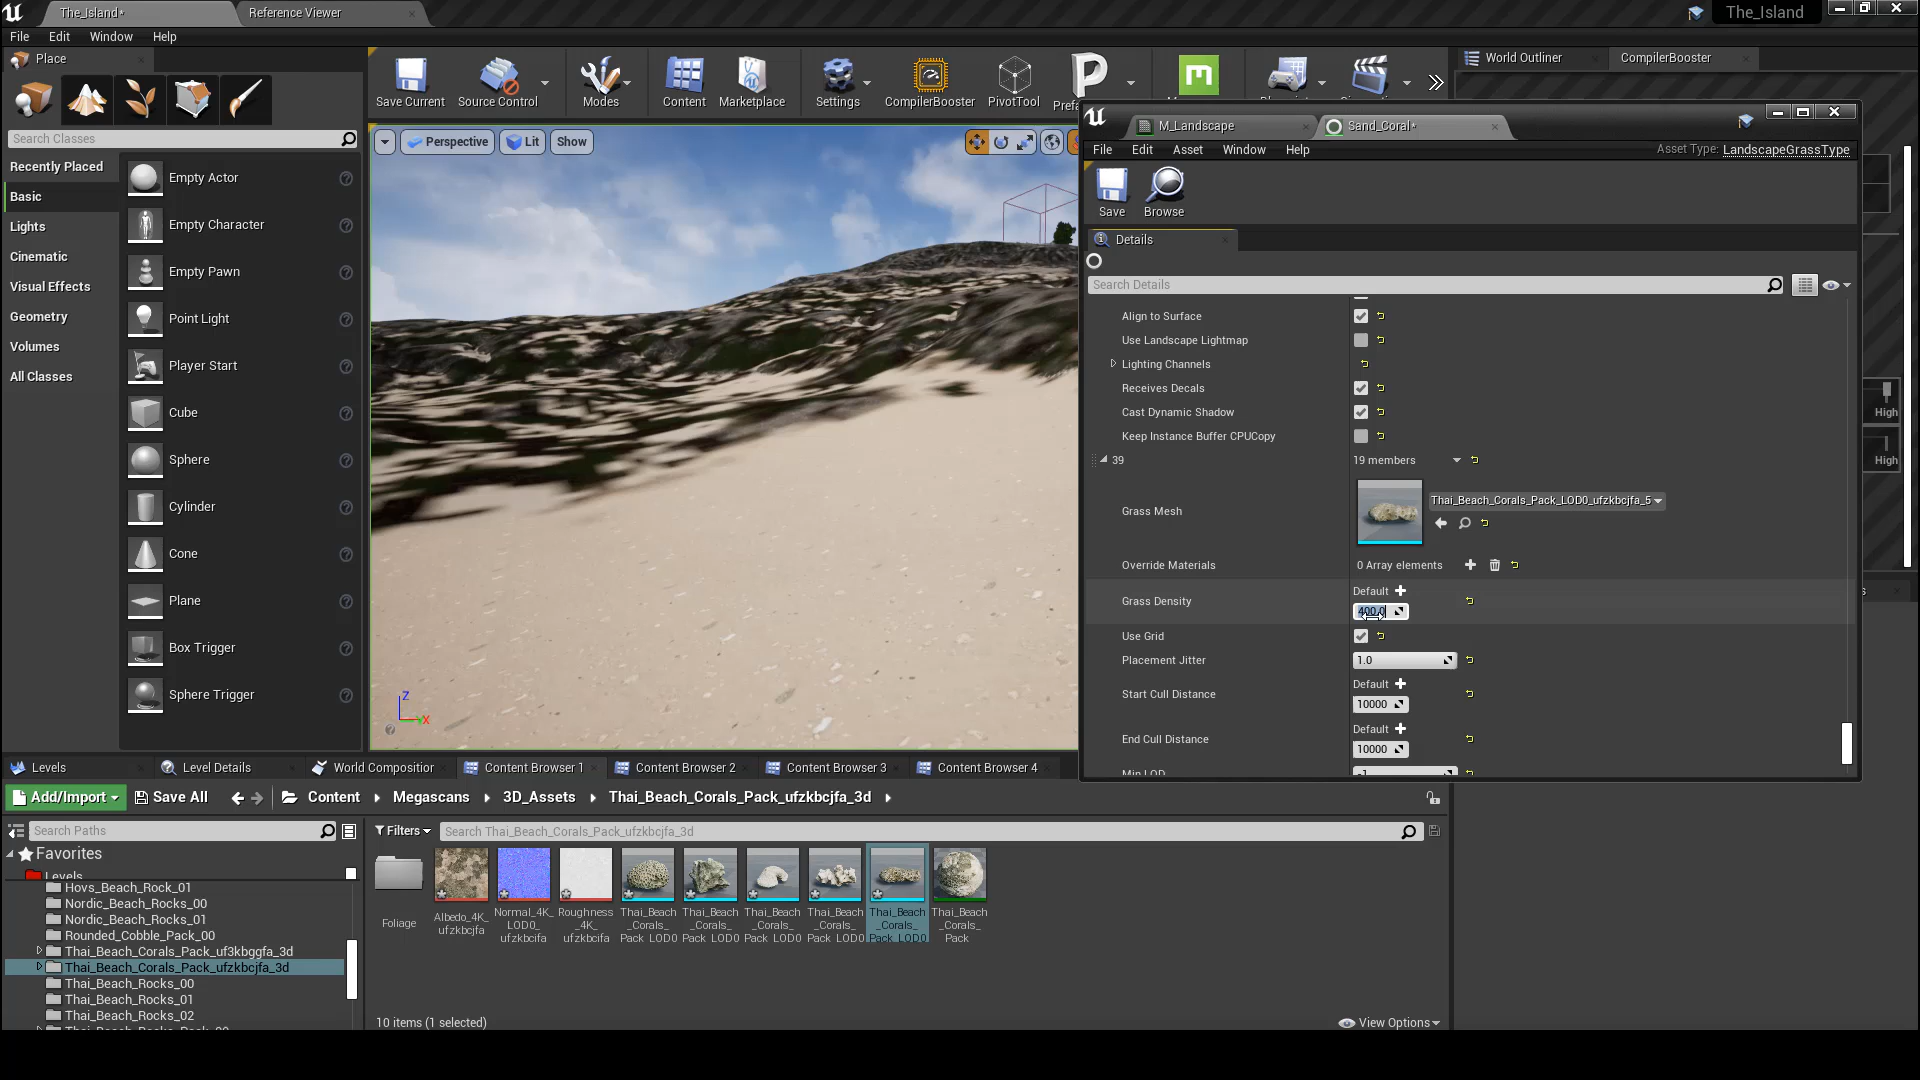 The_Island*
Reference Viewer
The_Island
File Edit Window Help
Place
World Outliner
CompilerBooster
Save Current
Source Control
Modes
Content
Marketplace
Settings
CompilerBooster
PivotTool
Search Classes
Recently Placed
Basic
Lights
Cinematic
Visual Effects
Geometry
Volumes
All Classes
Empty Actor
Empty Character
Empty Pawn
Point Light
Player Start
Cube
Sphere
Cylinder
Cone
Plane
Box Trigger
Sphere Trigger
Perspective
Lit
Show
Z
X
M_Landscape
Sand_Coral*
File Edit Asset Window Help
Asset Type: LandscapeGrassType
Save
Browse
Details
Search Details
Align to Surface
Use Landscape Lightmap
Lighting Channels
Receives Decals
Cast Dynamic Shadow
Keep Instance Buffer CPUCopy
39
19 members
Grass Mesh
Thai_Beach_Corals_Pack_LOD0_ufzkbcjfa_5
Override Materials
0 Array elements
Grass Density
Default
400.0
Use Grid
Placement Jitter
1.0
Start Cull Distance
Default
10000
End Cull Distance
Default
10000
Min LOD
-1
High
High
Levels
Level Details
World Composition
Content Browser 1
Content Browser 2
Content Browser 3
Content Browser 4
Add/Import
Save All
Content
Megascans
3D_Assets
Thai_Beach_Corals_Pack_ufzkbcjfa_3d
Search Paths
Filters
Search Thai_Beach_Corals_Pack_ufzkbcjfa_3d
Favorites
Levels
Hovs_Beach_Rock_01
Nordic_Beach_Rocks_00
Nordic_Beach_Rocks_01
Rounded_Cobble_Pack_00
Thai_Beach_Corals_Pack_uf3kbggfa_3d
Thai_Beach_Corals_Pack_ufzkbcjfa_3d
Thai_Beach_Rocks_00
Thai_Beach_Rocks_01
Thai_Beach_Rocks_02
Thai_Beach_Rocks_Pack_00
Foliage
Albedo_4K_
ufzkbcjfa
Normal_4K_
LOD0_
ufzkbcjfa
Roughness
_4K_
ufzkbcjfa
Thai_Beach
_Corals_
Pack_LOD0
Thai_Beach
_Corals_
Pack_LOD0
Thai_Beach
_Corals_
Pack_LOD0
Thai_Beach
_Corals_
Pack_LOD0
Thai_Beach
_Corals_
Pack_LOD0
Thai_Beach
_Corals_
Pack
10 items (1 selected)
View Options